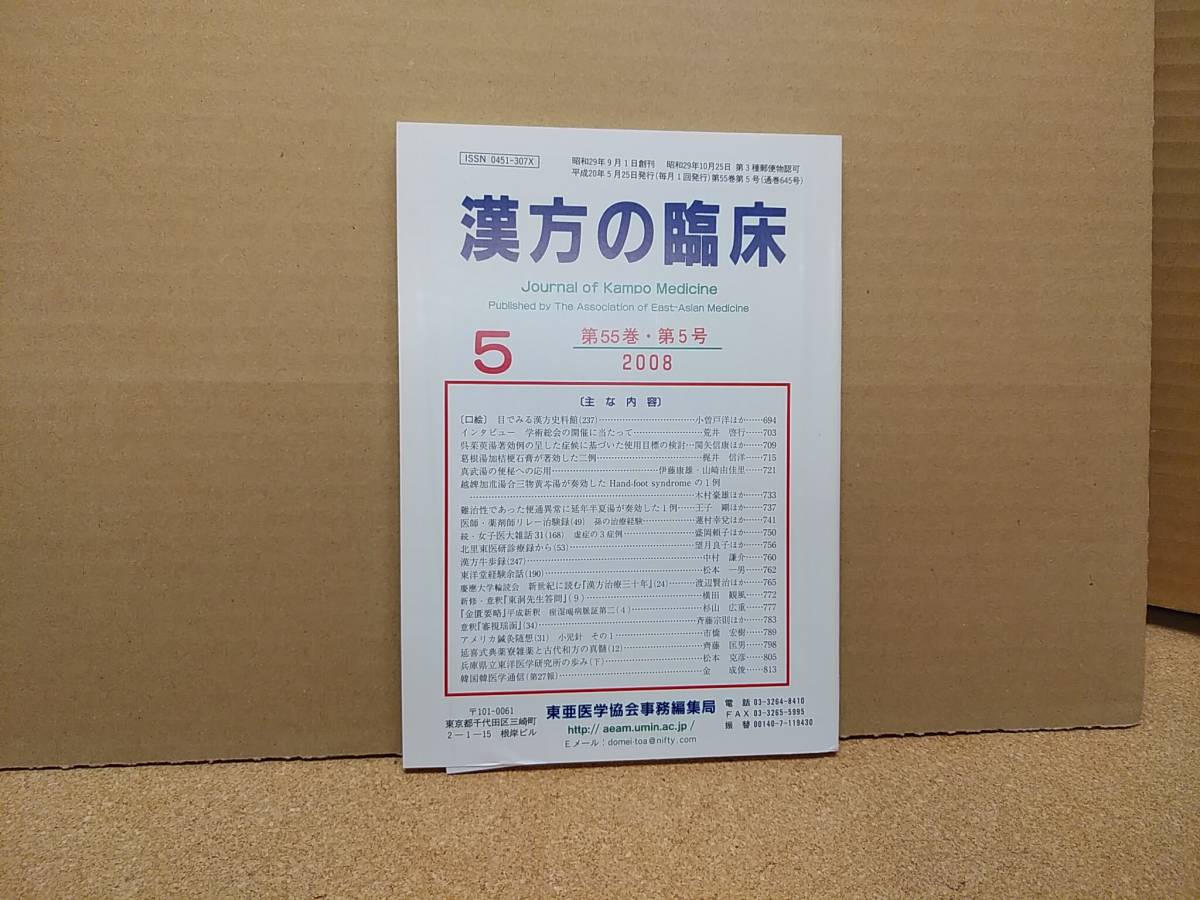 ISSN 0451-307X
昭和29年9月1日創刊 昭和29年10月25日 第3種郵便物認可
平成20年5月25日発行(毎月1回発行)第55巻第5号(通巻645号)
漢方の臨床
Journal of Kampo Medicine
Published by The Association of East-Asian Medicine
5 第55巻・第5号
2008
〔主な内容〕
〔口絵〕 目でみる漢方史料館(237)……小曽戸洋ほか……694
インタビュー 学術総会の開催に当たって……荒井 啓行……703
呉茱萸湯著効例の呈した症候に基づいた使用目標の検討…関矢信康ほか……709
葛根湯加桔梗石膏が著効した二例……梶井 信洋……715
真武湯の便秘への応用……伊藤康雄・山崎由佳里……721
越婢加朮湯合三物黄芩湯が奏効した Hand-foot syndrome の1例
……木村豪雄ほか……733
難治性であった便通異常に延年半夏湯が奏効した1例……王子 剛ほか……737
医師・薬剤師リレー治験録(49) 孫の治療経験……蓮村幸兌ほか……741
続・女子医大雑話31(168) 虚症の3症例……盛岡頼子ほか……750
北里東医研診療録から(53)……望月良子ほか……756
漢方牛歩録(247)……中村 謙介……760
東洋堂経験余話(190)……松本 一男……762
慶應大学輪読会 新世紀に読む『漢方治療三十年』(24)……渡辺賢治ほか……765
新修・意釈『東洞先生答問』(9)……横田 観風……772
『金匱要略』平成新釈 痙湿暍病脈証第二(4)……杉山 広重……777
意釈『審視瑶函』(34)……斉藤宗則ほか……783
アメリカ鍼灸随想(31) 小児針 その1……市橋 宏樹……789
延喜式典薬寮雑薬と古代和方の真髄(12)……齊藤 匡男……798
兵庫県立東洋医学研究所の歩み(下)……松本 克彦……805
韓国韓医学通信(第27報)……金 成俊……813
〒101-0061
東京都千代田区三崎町
2-1-15 根岸ビル
東亜医学協会事務編集局
http://aeam.umin.ac.jp/
Eメール:domei-toa@nifty.com
電話 03-3264-8410
FAX 03-3265-5995
振替 00140-7-119430